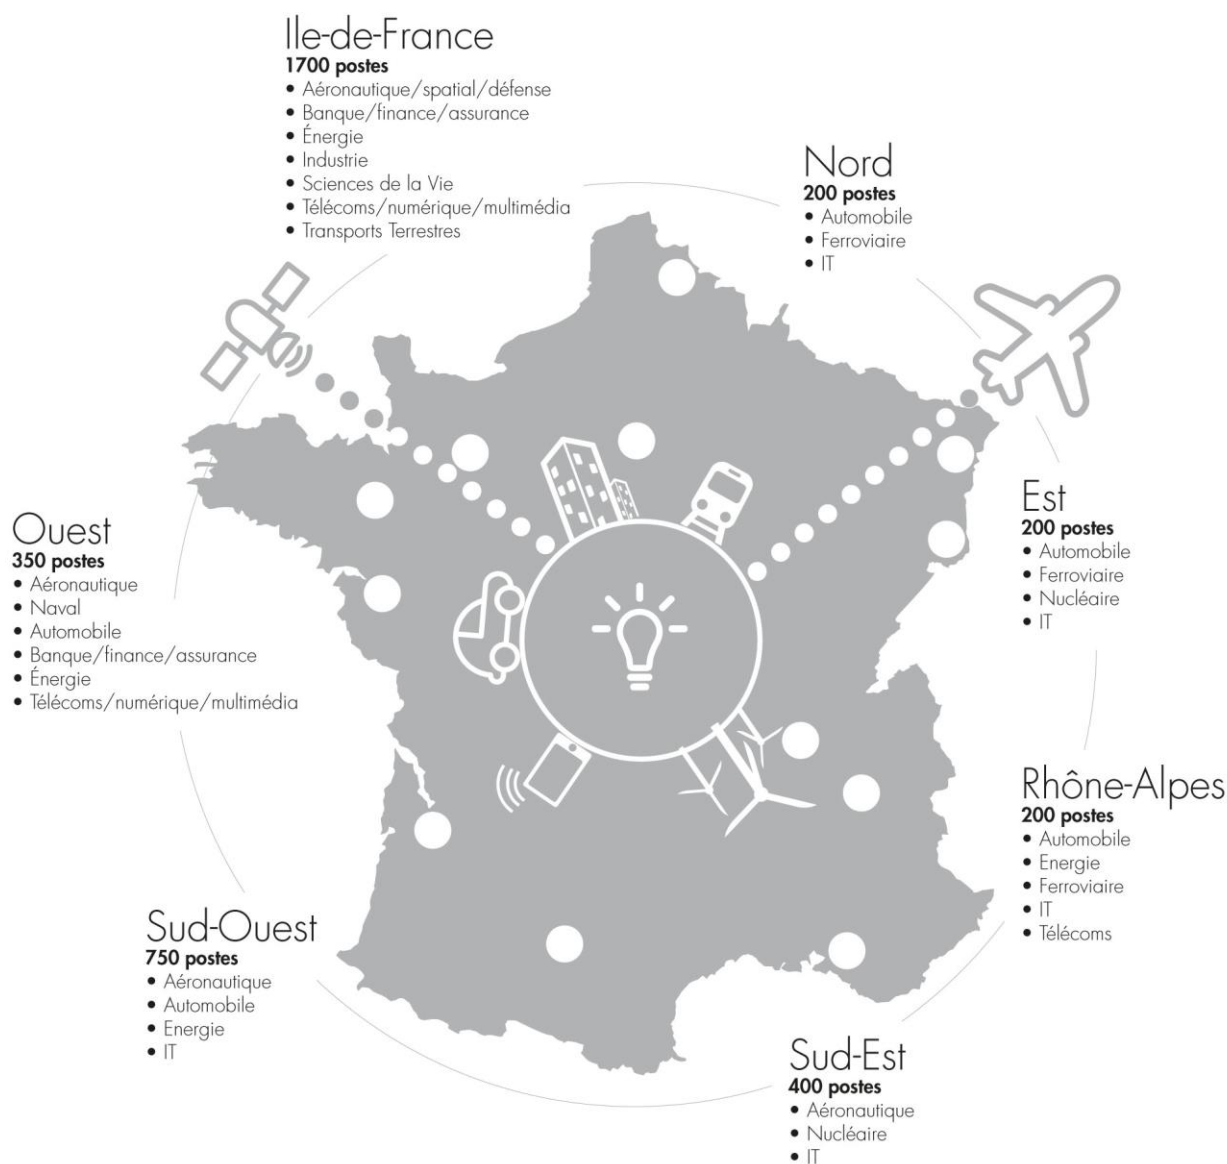 Ile-de-France
1700 postes
• Aéronautique/spatial/défense
• Banque/finance/assurance
• Énergie
• Industrie
• Sciences de la Vie
• Télécoms/numérique/multimédia
• Transports Terrestres
Nord
200 postes
• Automobile
• Ferroviaire
• IT
Est
200 postes
• Automobile
• Ferroviaire
• Nucléaire
• IT
Ouest
350 postes
• Aéronautique
• Naval
• Automobile
• Banque/finance/assurance
• Énergie
• Télécoms/numérique/multimédia
Rhône-Alpes
200 postes
• Automobile
• Energie
• Ferroviaire
• IT
• Télécoms
Sud-Ouest
750 postes
• Aéronautique
• Automobile
• Energie
• IT
Sud-Est
400 postes
• Aéronautique
• Nucléaire
• IT